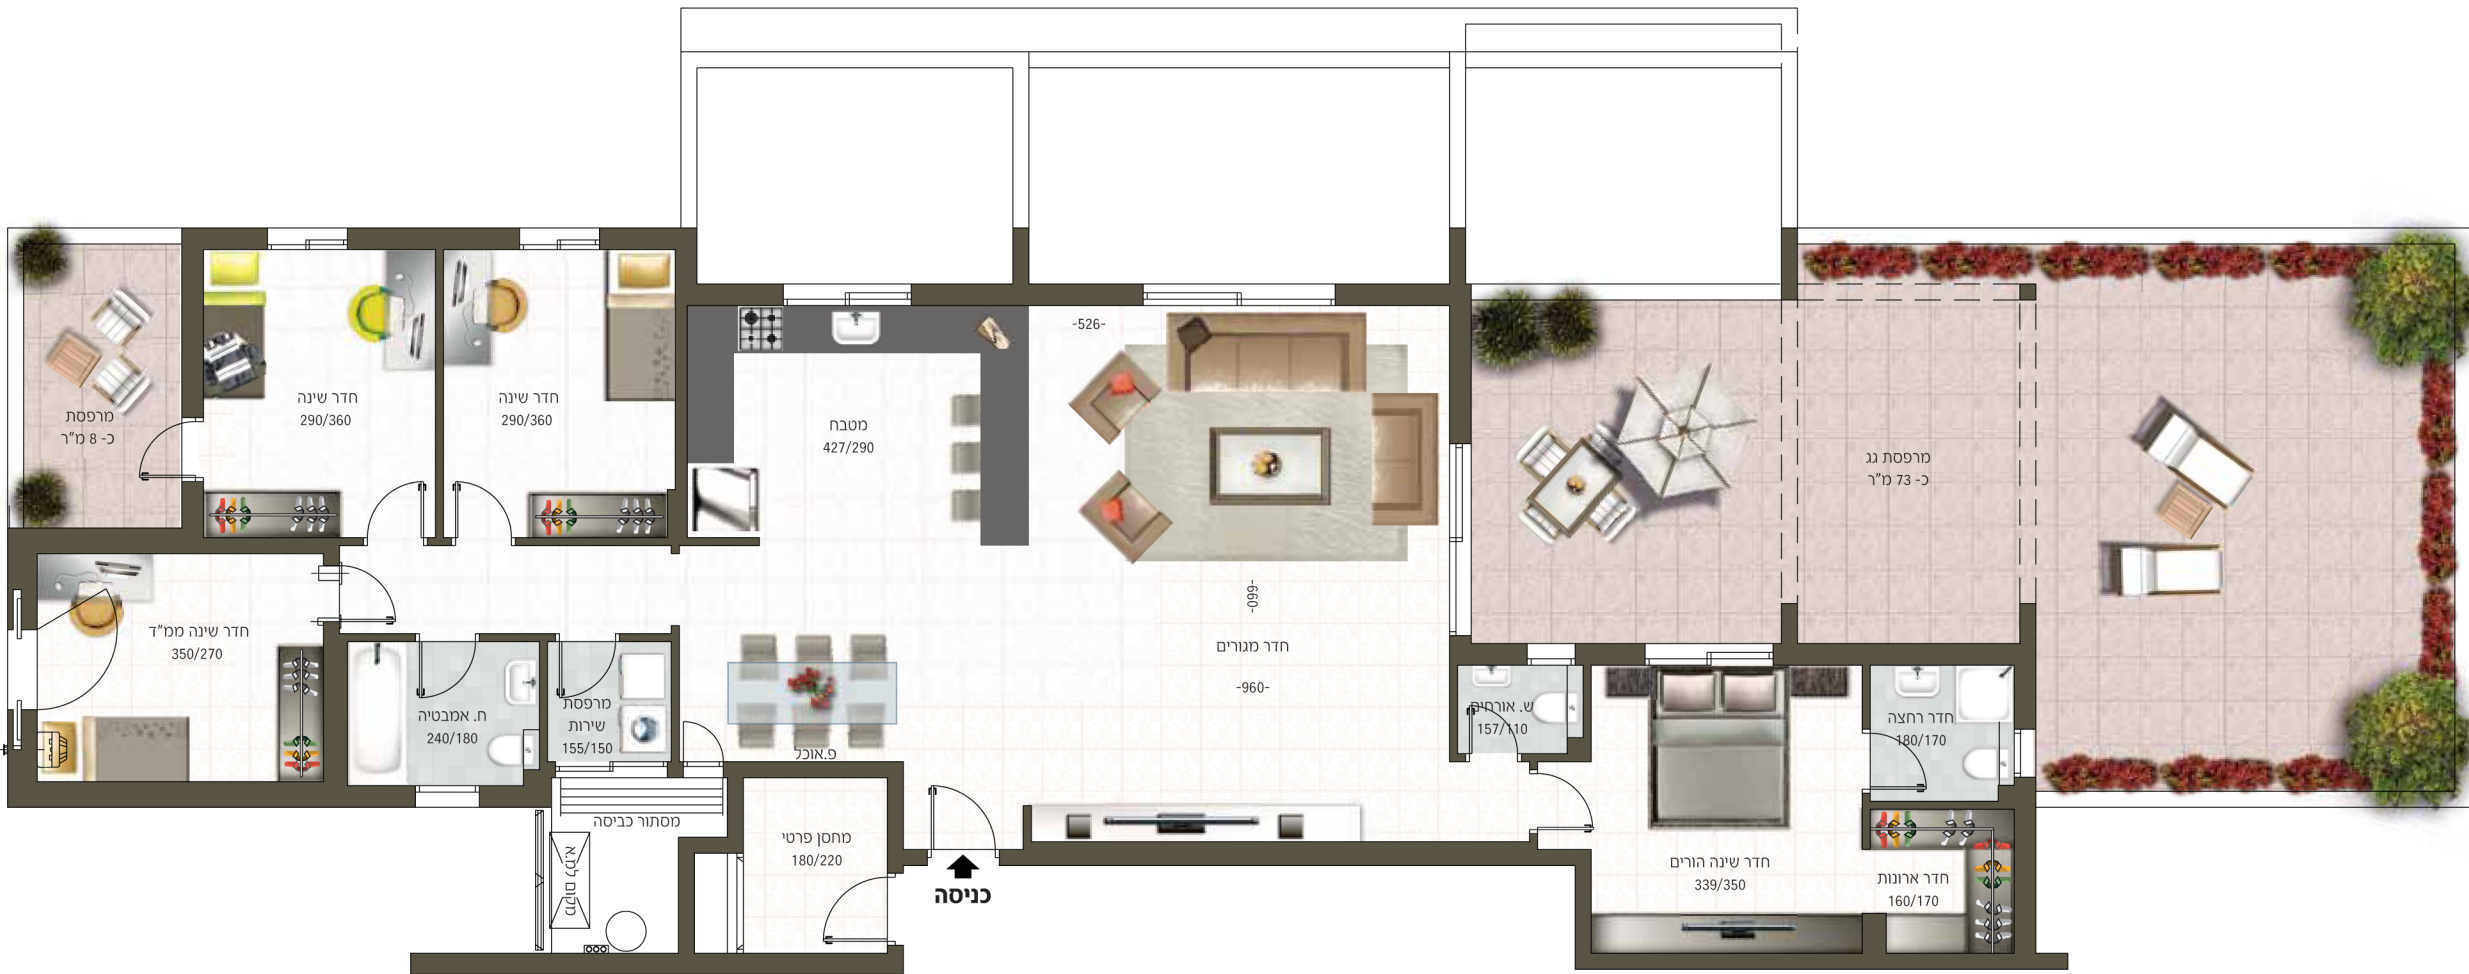 -526-
חדר שינה
290/360
חדר שינה
290/360
מרפסת
כ- 8 מ"ר
מטבח
427/290
מרפסת גג
כ- 73 מ"ר
-660-
חדר שינה ממ"ד
350/270
חדר מגורים
-960-
ח. אמבטיה
240/180
מרפסת
שירות
155/150
ש. אורחים
157/110
חדר רחצה
180/170
פ.אוכל
מסתור כביסה
מקום למ.א
מחסן פרטי
180/220
כניסה
חדר שינה הורים
339/350
חדר ארונות
160/170